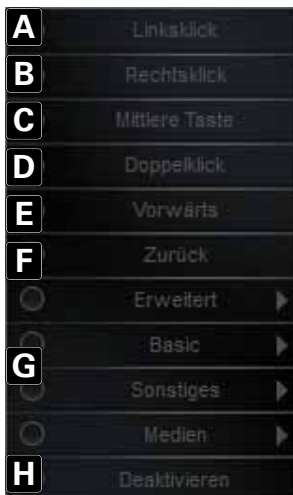 A Linksklick
B Rechtsklick
C Mittlere Taste
D Doppelklick
E Vorwärts
F Zurück
Erweitert
Basic
G
Sonstiges
Medien
H Deaktivieren